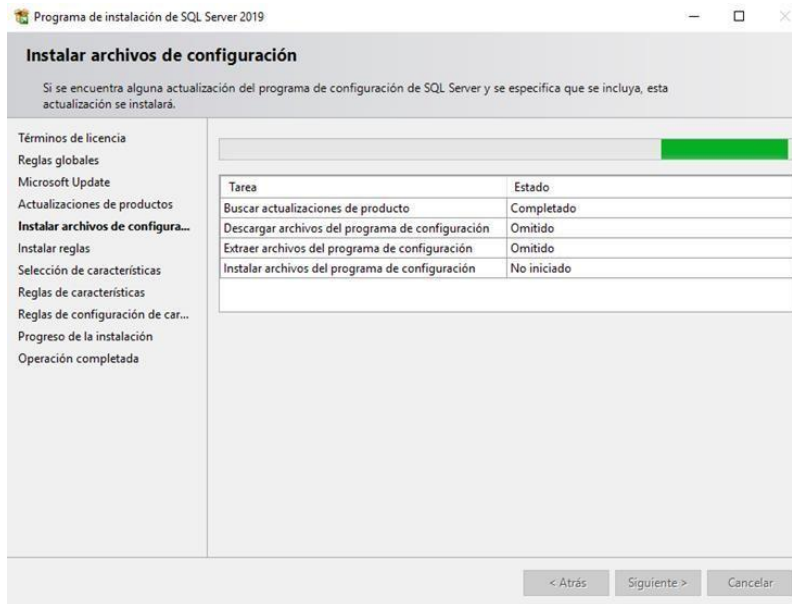 Programa de instalación de SQL Server 2019
Instalar archivos de configuración
Si se encuentra alguna actualización del programa de configuración de SQL Server y se especifica que se incluya, esta
actualización se instalará.
Términos de licencia
Reglas globales
Microsoft Update
Actualizaciones de productos
Instalar archivos de configura...
Instalar reglas
Selección de características
Reglas de características
Reglas de configuración de car...
Progreso de la instalación
Operación completada
Tarea Estado
Buscar actualizaciones de producto Completado
Descargar archivos del programa de configuración Omitido
Extraer archivos del programa de configuración Omitido
Instalar archivos del programa de configuración No iniciado
< Atrás Siguiente > Cancelar